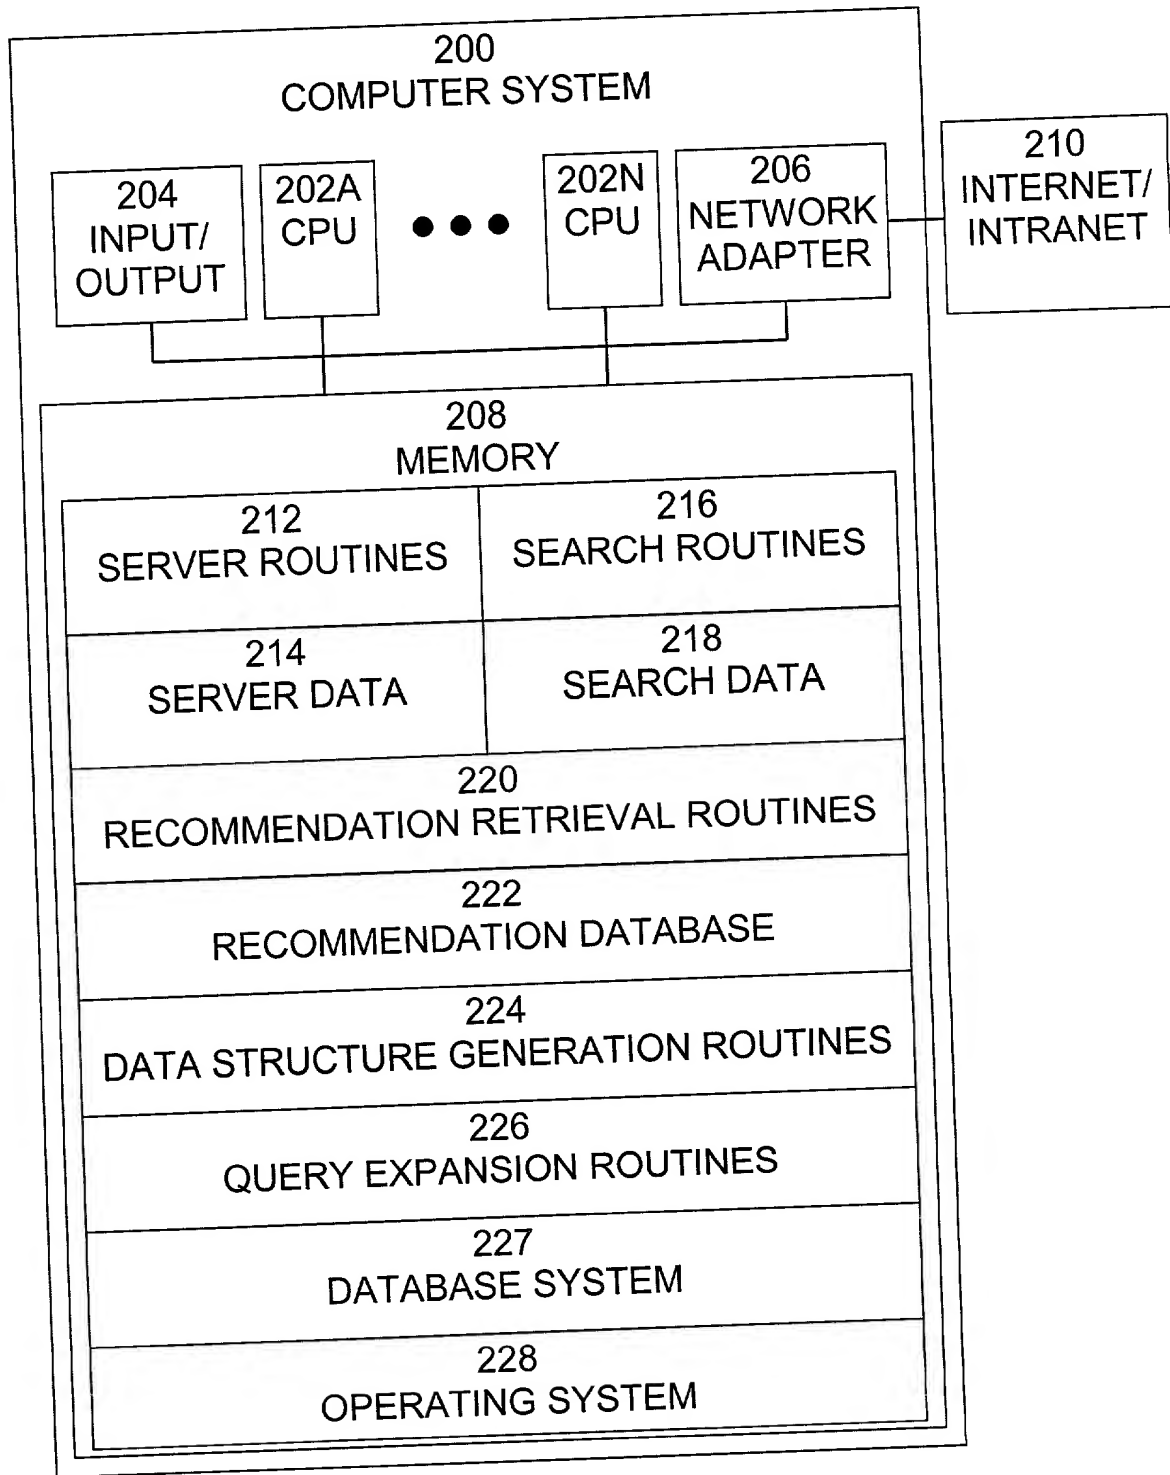 200
COMPUTER SYSTEM
204
INPUT/
OUTPUT
202A
CPU
202N
CPU
206
NETWORK
ADAPTER
210
INTERNET/
INTRANET
208
MEMORY
212
SERVER ROUTINES
216
SEARCH ROUTINES
214
SERVER DATA
218
SEARCH DATA
220
RECOMMENDATION RETRIEVAL ROUTINES
222
RECOMMENDATION DATABASE
224
DATA STRUCTURE GENERATION ROUTINES
226
QUERY EXPANSION ROUTINES
227
DATABASE SYSTEM
228
OPERATING SYSTEM